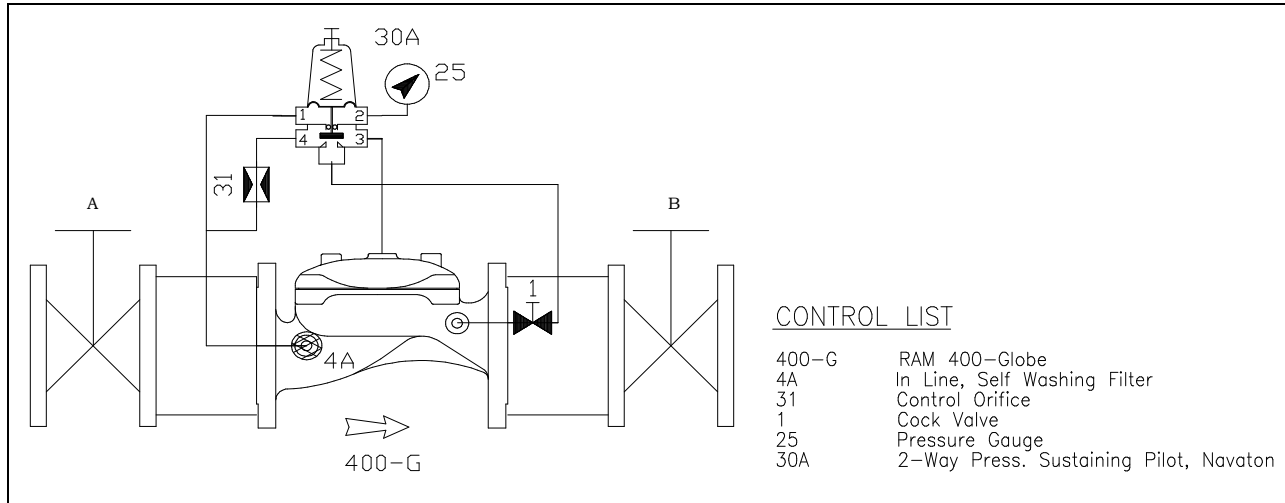 30A
25
1 2
4 3
31
A
B
1
4A
400-G
CONTROL LIST
400-G RAM 400-Globe
4A In Line, Self Washing Filter
31 Control Orifice
1 Cock Valve
25 Pressure Gauge
30A 2-Way Press. Sustaining Pilot, Navaton